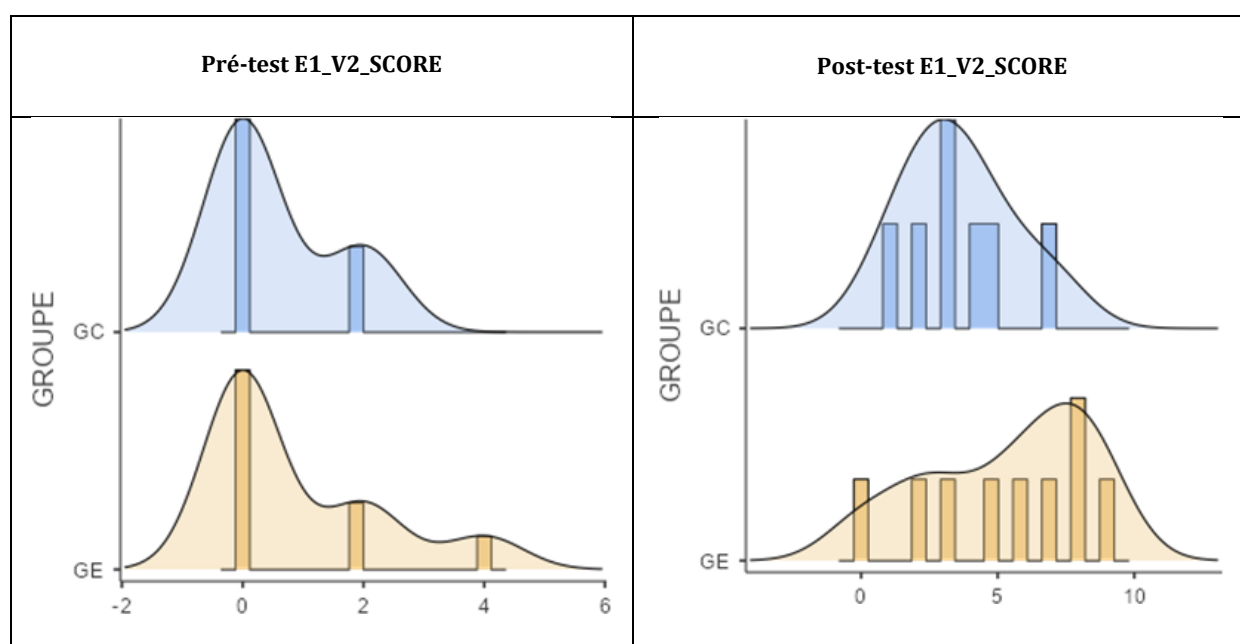 Pré-test E1_V2_SCORE
Post-test E1_V2_SCORE
GROUPE
GC
GE
-2 0 2 4 6
GROUPE
GC
GE
0 5 10